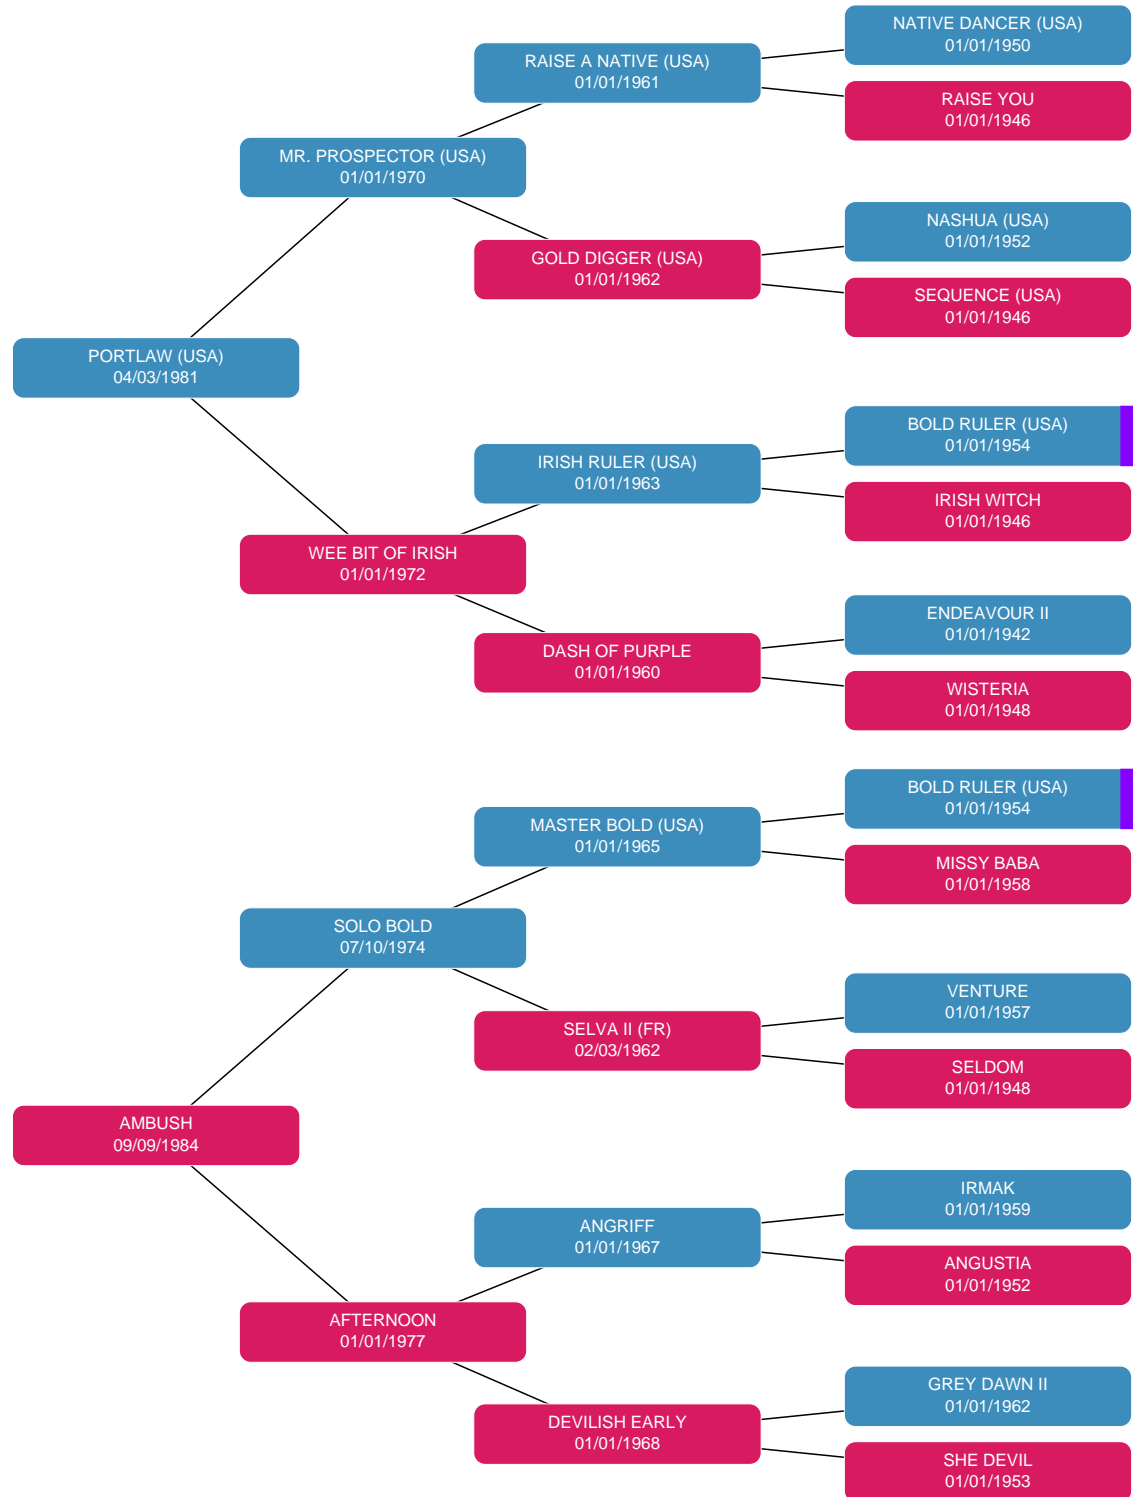 NATIVE DANCER (USA)
01/01/1950
RAISE A NATIVE (USA)
01/01/1961
RAISE YOU
01/01/1946
MR. PROSPECTOR (USA)
01/01/1970
NASHUA (USA)
01/01/1952
GOLD DIGGER (USA)
01/01/1962
SEQUENCE (USA)
01/01/1946
PORTLAW (USA)
04/03/1981
BOLD RULER (USA)
01/01/1954
IRISH RULER (USA)
01/01/1963
IRISH WITCH
01/01/1946
WEE BIT OF IRISH
01/01/1972
ENDEAVOUR II
01/01/1942
DASH OF PURPLE
01/01/1960
WISTERIA
01/01/1948
BOLD RULER (USA)
01/01/1954
MASTER BOLD (USA)
01/01/1965
MISSY BABA
01/01/1958
SOLO BOLD
07/10/1974
VENTURE
01/01/1957
SELVA II (FR)
02/03/1962
SELDOM
01/01/1948
AMBUSH
09/09/1984
IRMAK
01/01/1959
ANGRIFF
01/01/1967
ANGUSTIA
01/01/1952
AFTERNOON
01/01/1977
GREY DAWN II
01/01/1962
DEVILISH EARLY
01/01/1968
SHE DEVIL
01/01/1953